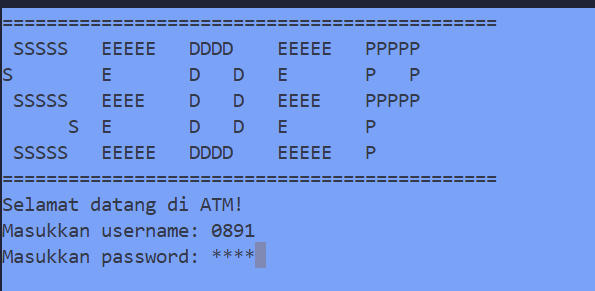 =============================================
 SSSSS   EEEEE   DDDD    EEEEE   PPPPP
S        E       D   D   E       P   P
 SSSSS   EEEE    D   D   EEEE    PPPPP
      S  E       D   D   E       P
 SSSSS   EEEEE   DDDD    EEEEE   P
=============================================
Selamat datang di ATM!
Masukkan username: 0891
Masukkan password: ****